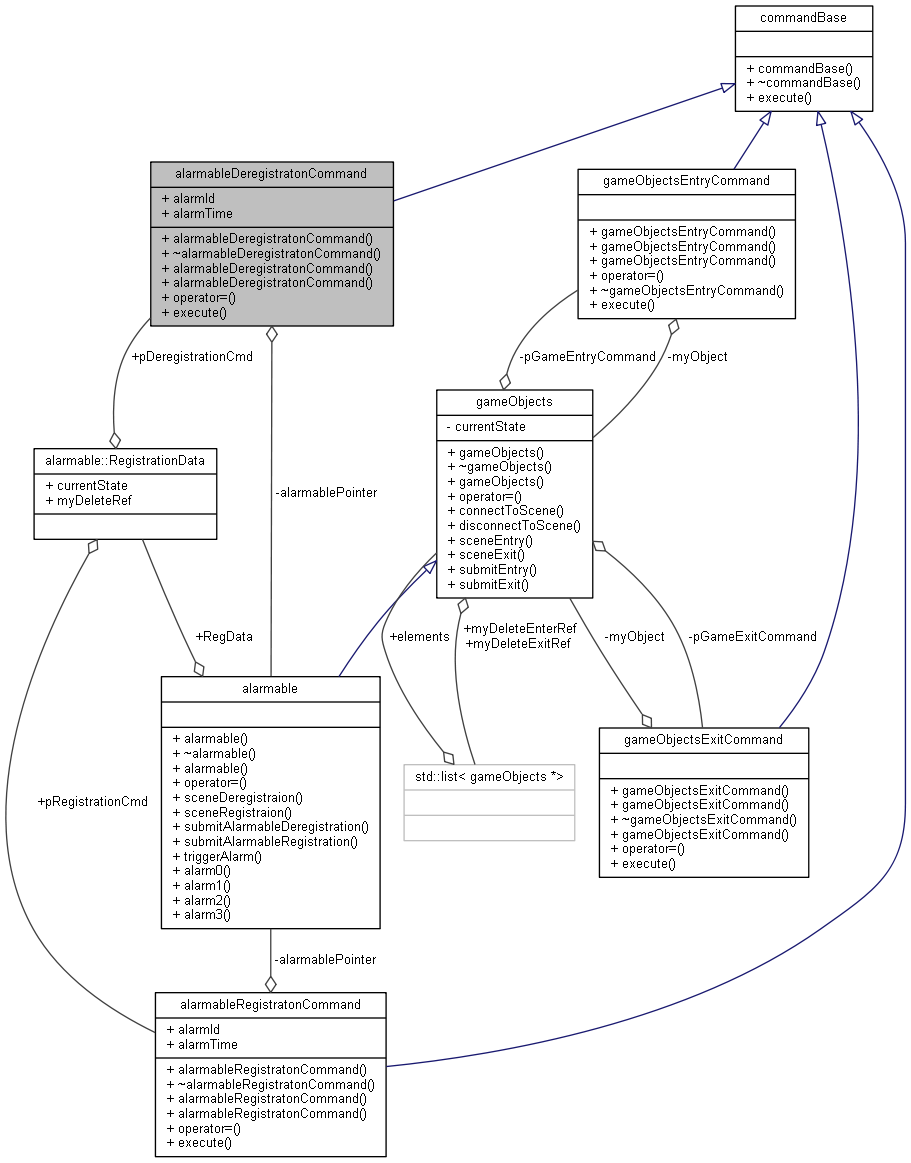 commandBase
+ commandBase()
+ ~commandBase()
+ execute()
alarmableDeregistratonCommand
+ alarmId
+ alarmTime
+ alarmableDeregistratonCommand()
+ ~alarmableDeregistratonCommand()
+ alarmableDeregistratonCommand()
+ alarmableDeregistratonCommand()
+ operator=()
+ execute()
gameObjectsEntryCommand
+ gameObjectsEntryCommand()
+ gameObjectsEntryCommand()
+ gameObjectsEntryCommand()
+ operator=()
+ ~gameObjectsEntryCommand()
+ execute()
+pDeregistrationCmd
-pGameEntryCommand
-myObject
gameObjects
- currentState
+ gameObjects()
+ ~gameObjects()
+ gameObjects()
+ operator=()
+ connectToScene()
+ disconnectToScene()
+ sceneEntry()
+ sceneExit()
+ submitEntry()
+ submitExit()
alarmable::RegistrationData
+ currentState
+ myDeleteRef
-alarmablePointer
+RegData
+elements
+myDeleteEnterRef
+myDeleteExitRef
-myObject
-pGameExitCommand
alarmable
+ alarmable()
+ ~alarmable()
+ alarmable()
+ operator=()
+ sceneDeregistraion()
+ sceneRegistraion()
+ submitAlarmableDeregistration()
+ submitAlarmableRegistration()
+ triggerAlarm()
+ alarm0()
+ alarm1()
+ alarm2()
+ alarm3()
std::list< gameObjects *>
gameObjectsExitCommand
+ gameObjectsExitCommand()
+ gameObjectsExitCommand()
+ ~gameObjectsExitCommand()
+ gameObjectsExitCommand()
+ operator=()
+ execute()
+pRegistrationCmd
-alarmablePointer
alarmableRegistratonCommand
+ alarmId
+ alarmTime
+ alarmableRegistratonCommand()
+ ~alarmableRegistratonCommand()
+ alarmableRegistratonCommand()
+ alarmableRegistratonCommand()
+ operator=()
+ execute()